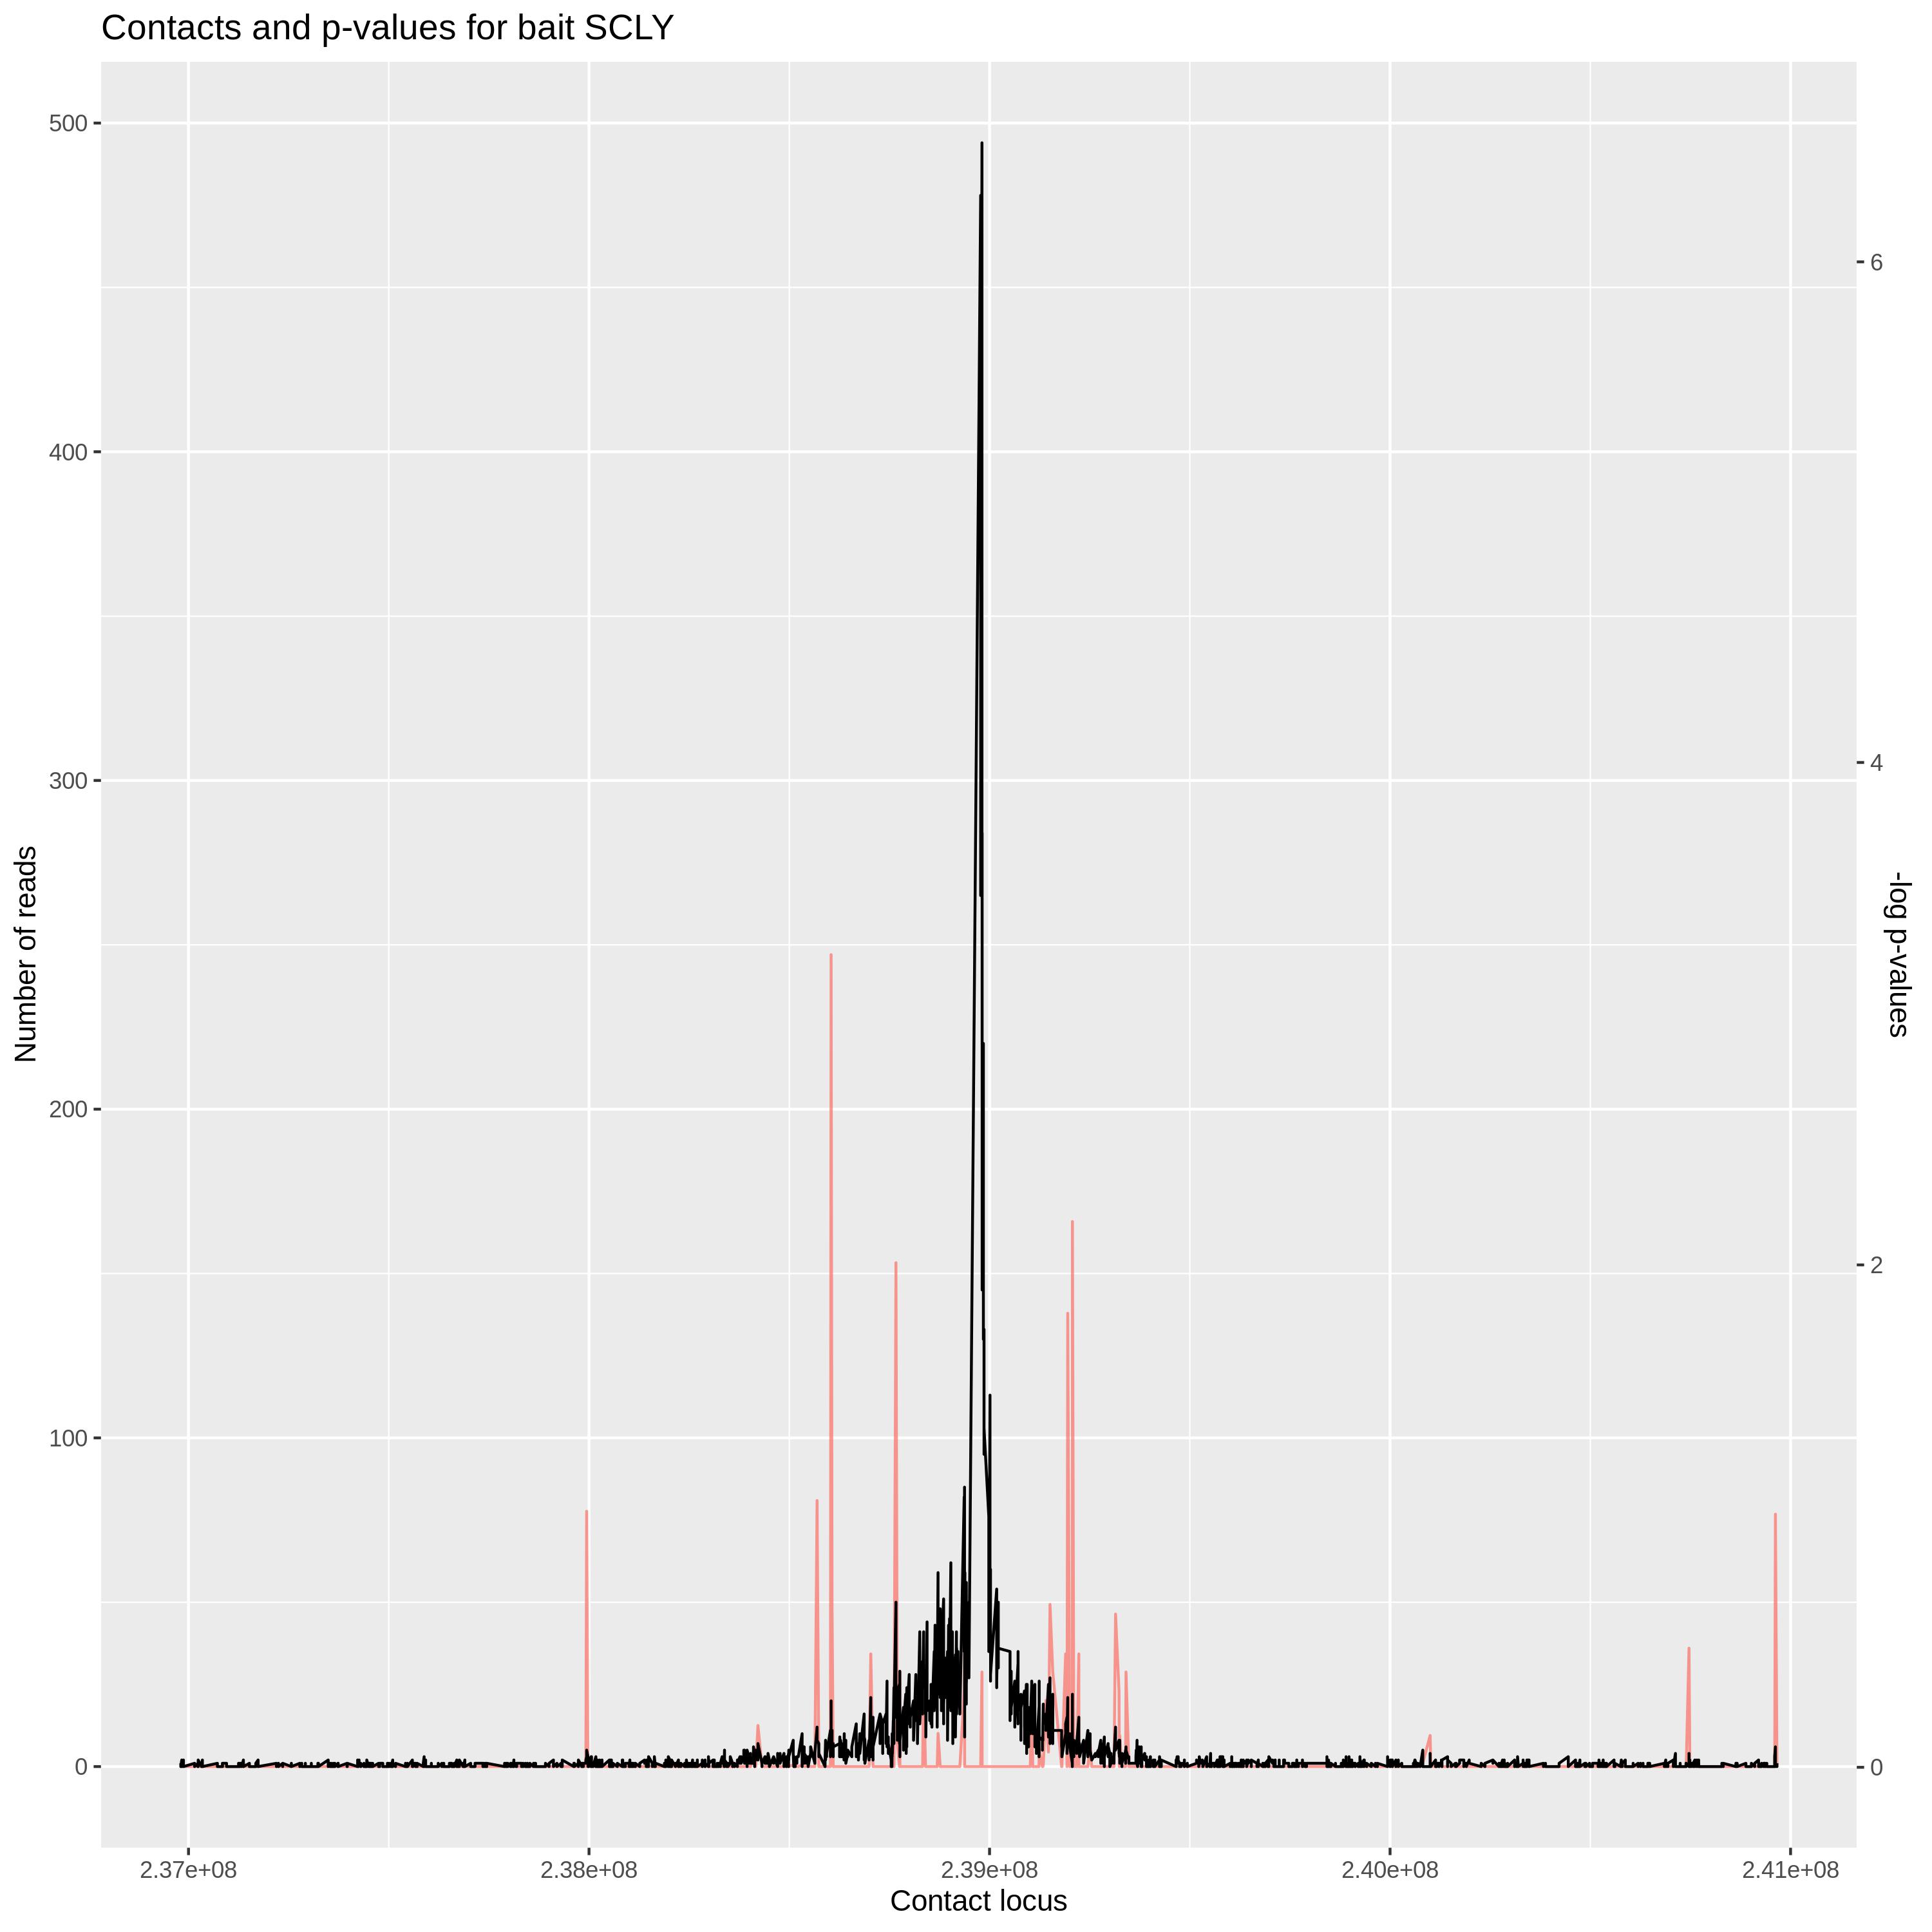 Contacts and p-values for bait SCLY
500
400
300
200
100
0
Number of reads
6
4
2
0
-log p-values
2.37e+08
2.38e+08
2.39e+08
2.40e+08
2.41e+08
Contact locus